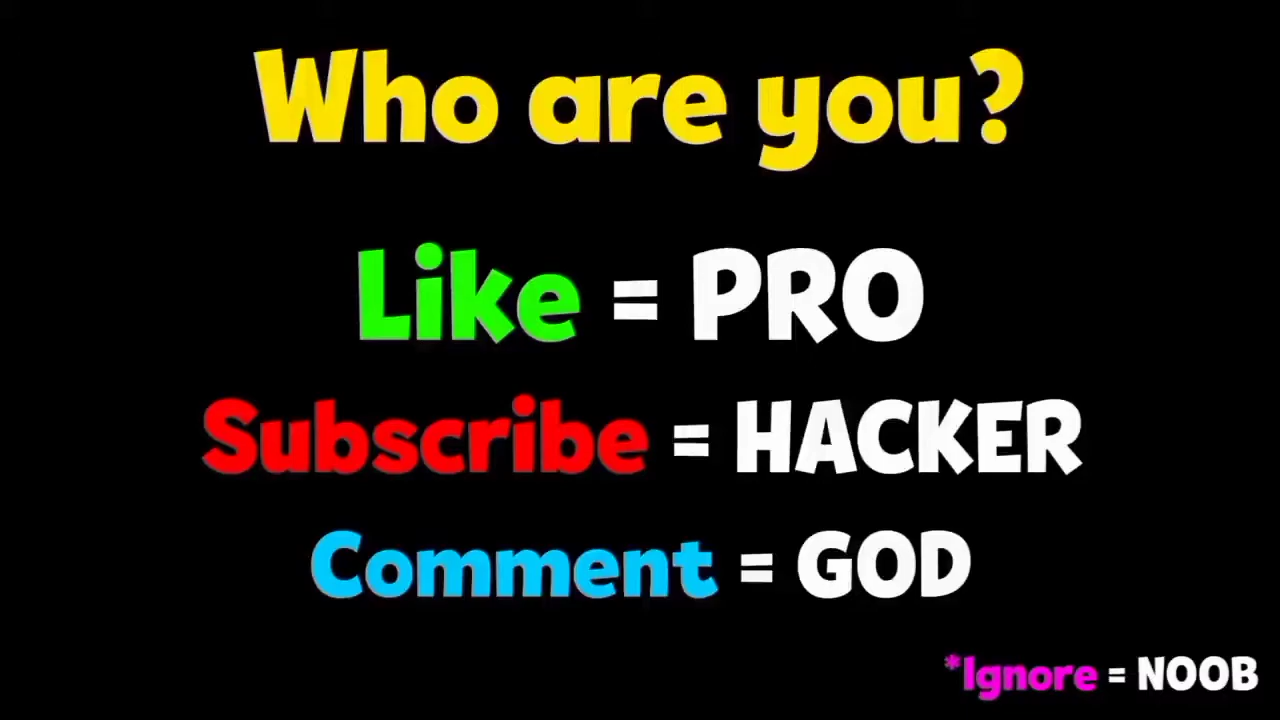 Who are you?
Like = PRO
Subscribe = HACKER
Comment = GOD
*Ignore = NOOB